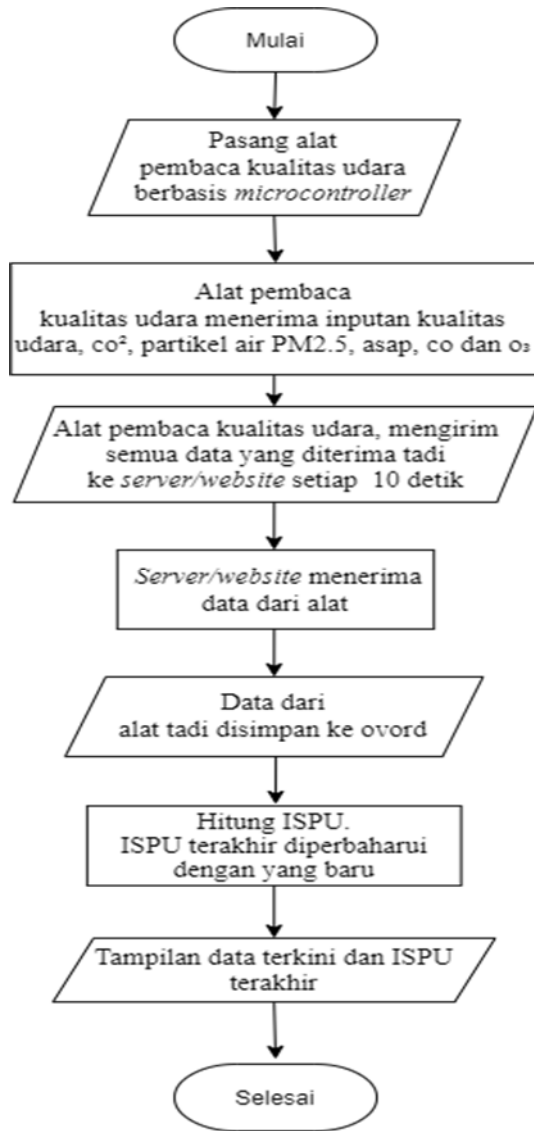 Mulai
Pasang alat
pembaca kualitas udara
berbasis microcontroller
Alat pembaca
kualitas udara menerima inputan kualitas
udara, co², partikel air PM2.5, asap, co dan o₃
Alat pembaca kualitas udara, mengirim
semua data yang diterima tadi
ke server/website setiap 10 detik
Server/website menerima
data dari alat
Data dari
alat tadi disimpan ke ovord
Hitung ISPU.
ISPU terakhir diperbaharui
dengan yang baru
Tampilan data terkini dan ISPU
terakhir
Selesai